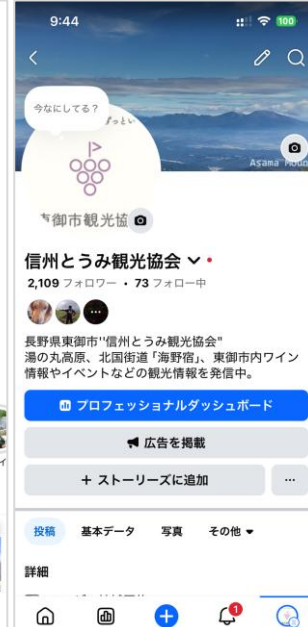 9:44
100
今なにしてる?
Asama Moun
御市観光協
信州とうみ観光協会
2,109 フォロワー・73 フォロー中
長野県東御市"信州とうみ観光協会"
湯の丸高原、北国街道「海野宿」、東御市内ワイン
情報やイベントなどの観光情報を発信中。
プロフェッショナルダッシュボード
広告を掲載
+ ストーリーズに追加
...
投稿 基本データ 写真 その他
詳細
1